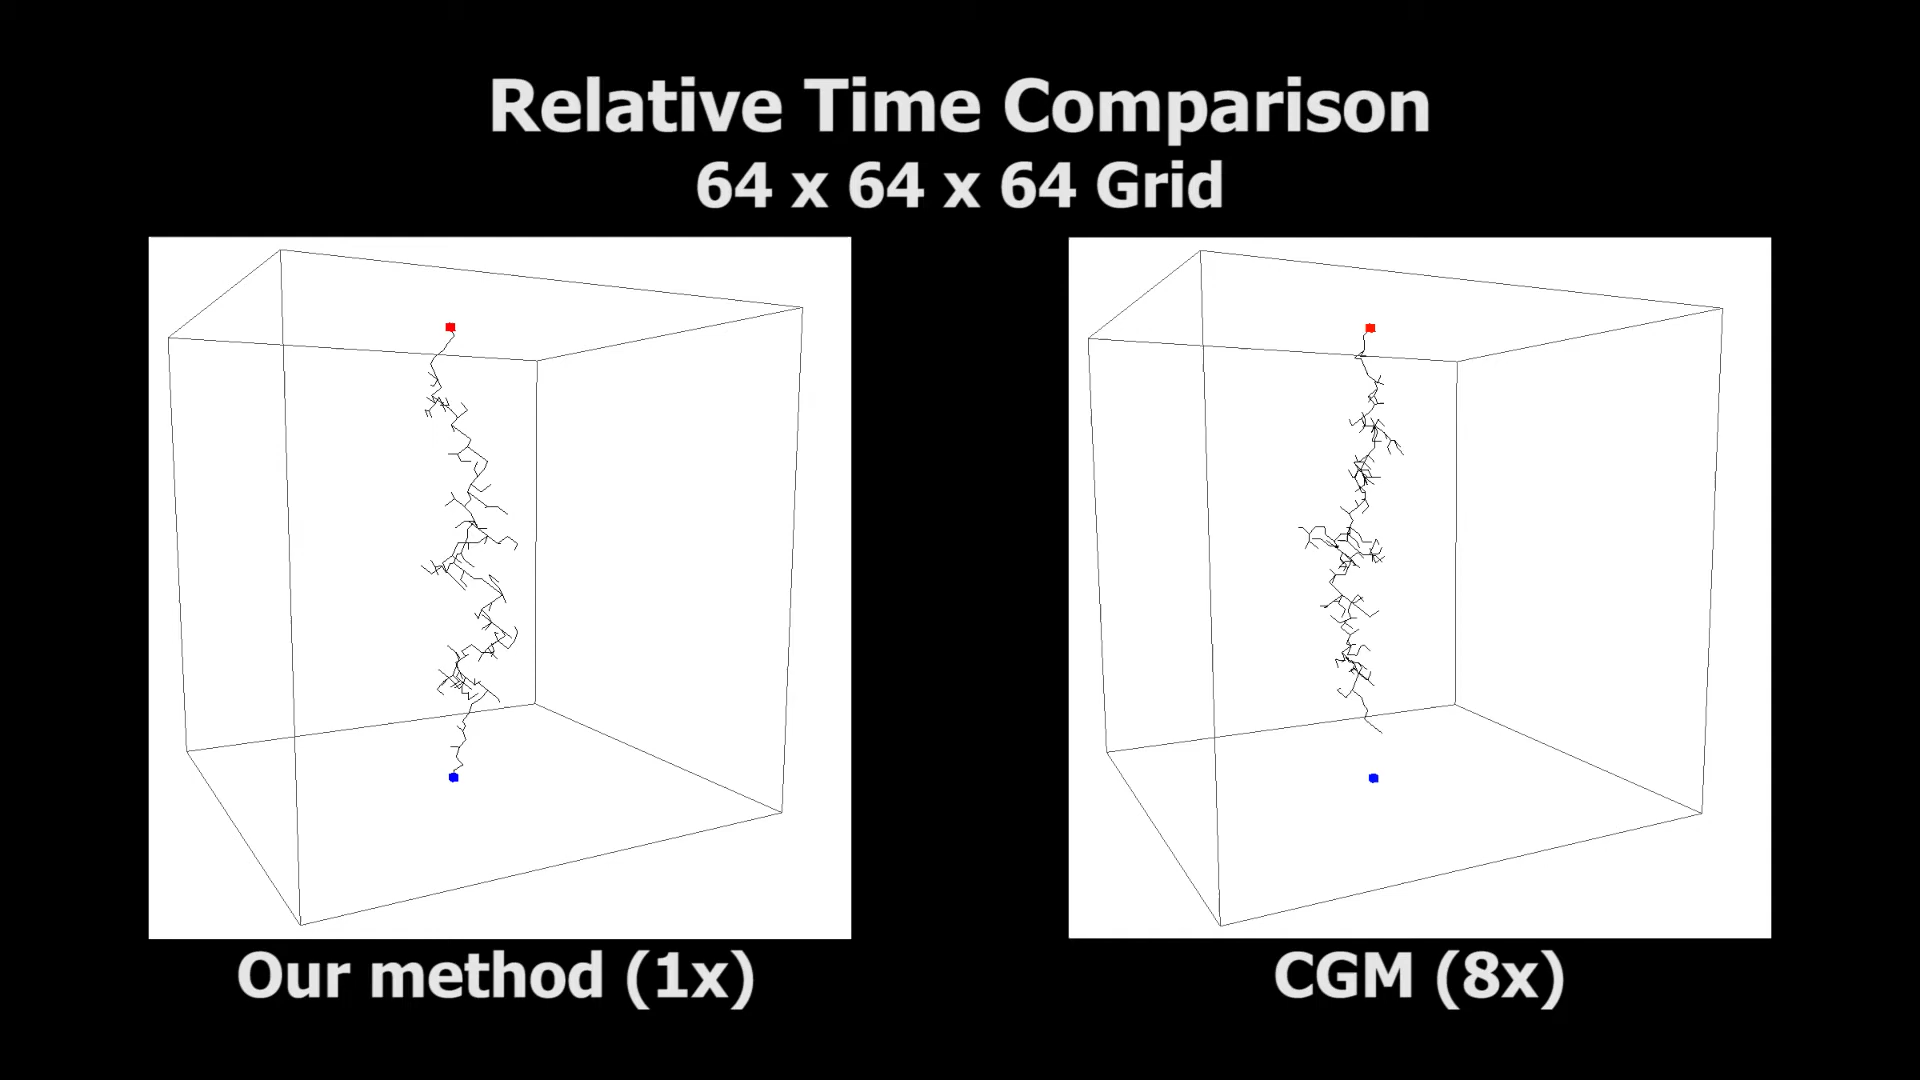 Relative Time Comparison
64 x 64 x 64 Grid
Our method (1x)
CGM (8x)